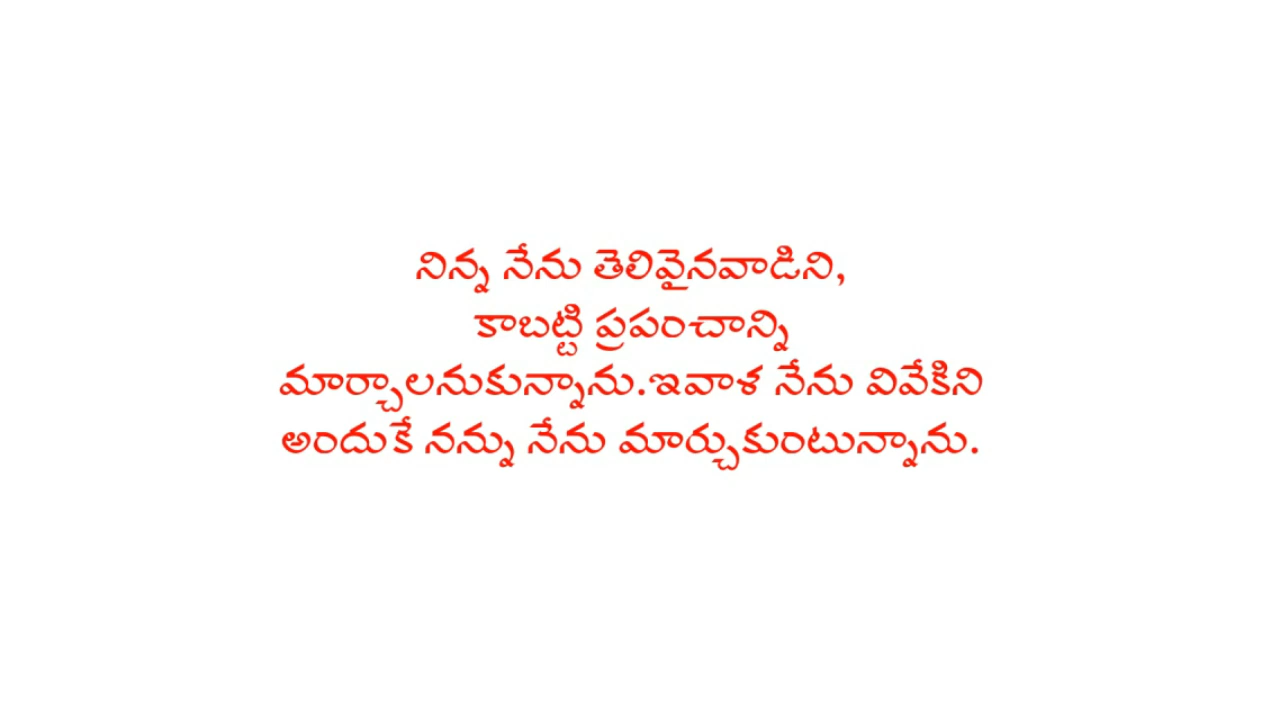 నిన్న నేను తెలివైనవాడిని,
కాబట్టి ప్రపంచాన్ని
మార్చాలనుకున్నాను.ఇవాళ నేను వివేకిని
అందుకే నన్ను నేను మార్చుకుంటున్నాను.